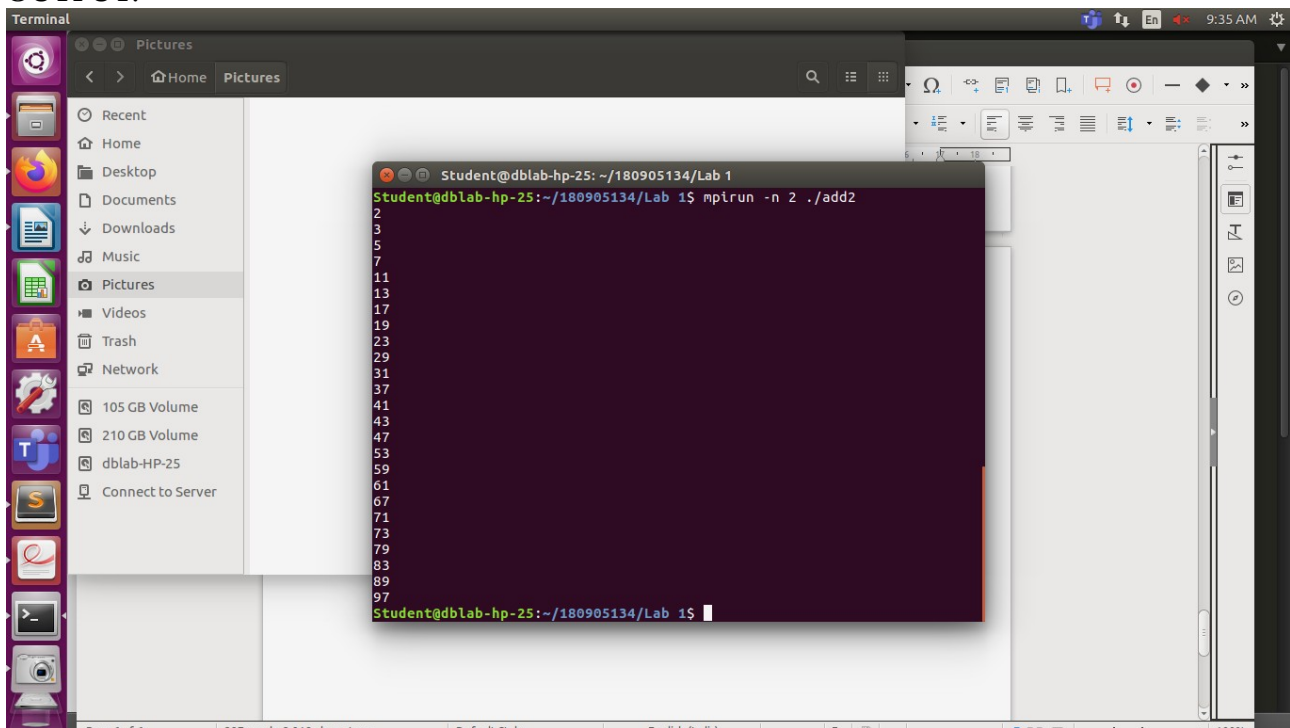 Terminal
En
9:35 AM
Pictures
Home Pictures
Recent
Home
Desktop
Documents
Downloads
Music
Pictures
Videos
Trash
Network
105 GB Volume
210 GB Volume
dblab-HP-25
Connect to Server
18
Student@dblab-hp-25: ~/180905134/Lab 1
Student@dblab-hp-25:~/180905134/Lab 1$ mpirun -n 2 ./add2
2
3
5
7
11
13
17
19
23
29
31
37
41
43
47
53
59
61
67
71
73
79
83
89
97
Student@dblab-hp-25:~/180905134/Lab 1$